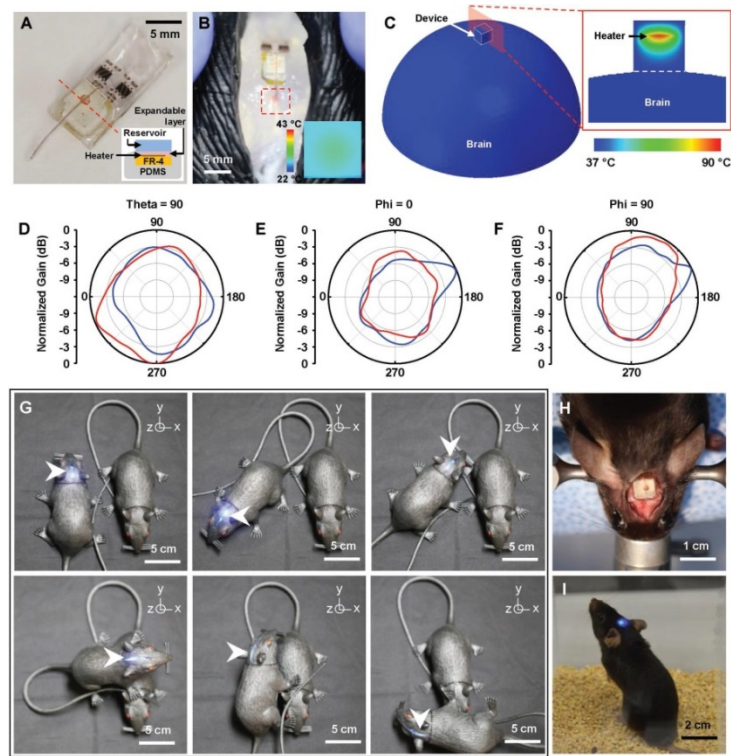 A
5 mm
Expandable
layer
Reservoir
Heater
FR-4
PDMS
B
43 °C
22 °C
5 mm
C
Device
Brain
Heater
Brain
37 °C
90 °C
D
Theta = 90
90
0
-3
-6
-9
0
-9
-6
-3
0
180
270
Normalized Gain (dB)
E
Phi = 0
90
0
-3
-6
-9
0
-9
-6
-3
0
180
270
Normalized Gain (dB)
F
Phi = 90
90
0
-3
-6
-9
0
-9
-6
-3
0
180
270
Normalized Gain (dB)
G
y
z x
5 cm
y
z x
5 cm
y
z x
5 cm
H
1 cm
y
z x
5 cm
y
z x
5 cm
y
z x
5 cm
I
2 cm